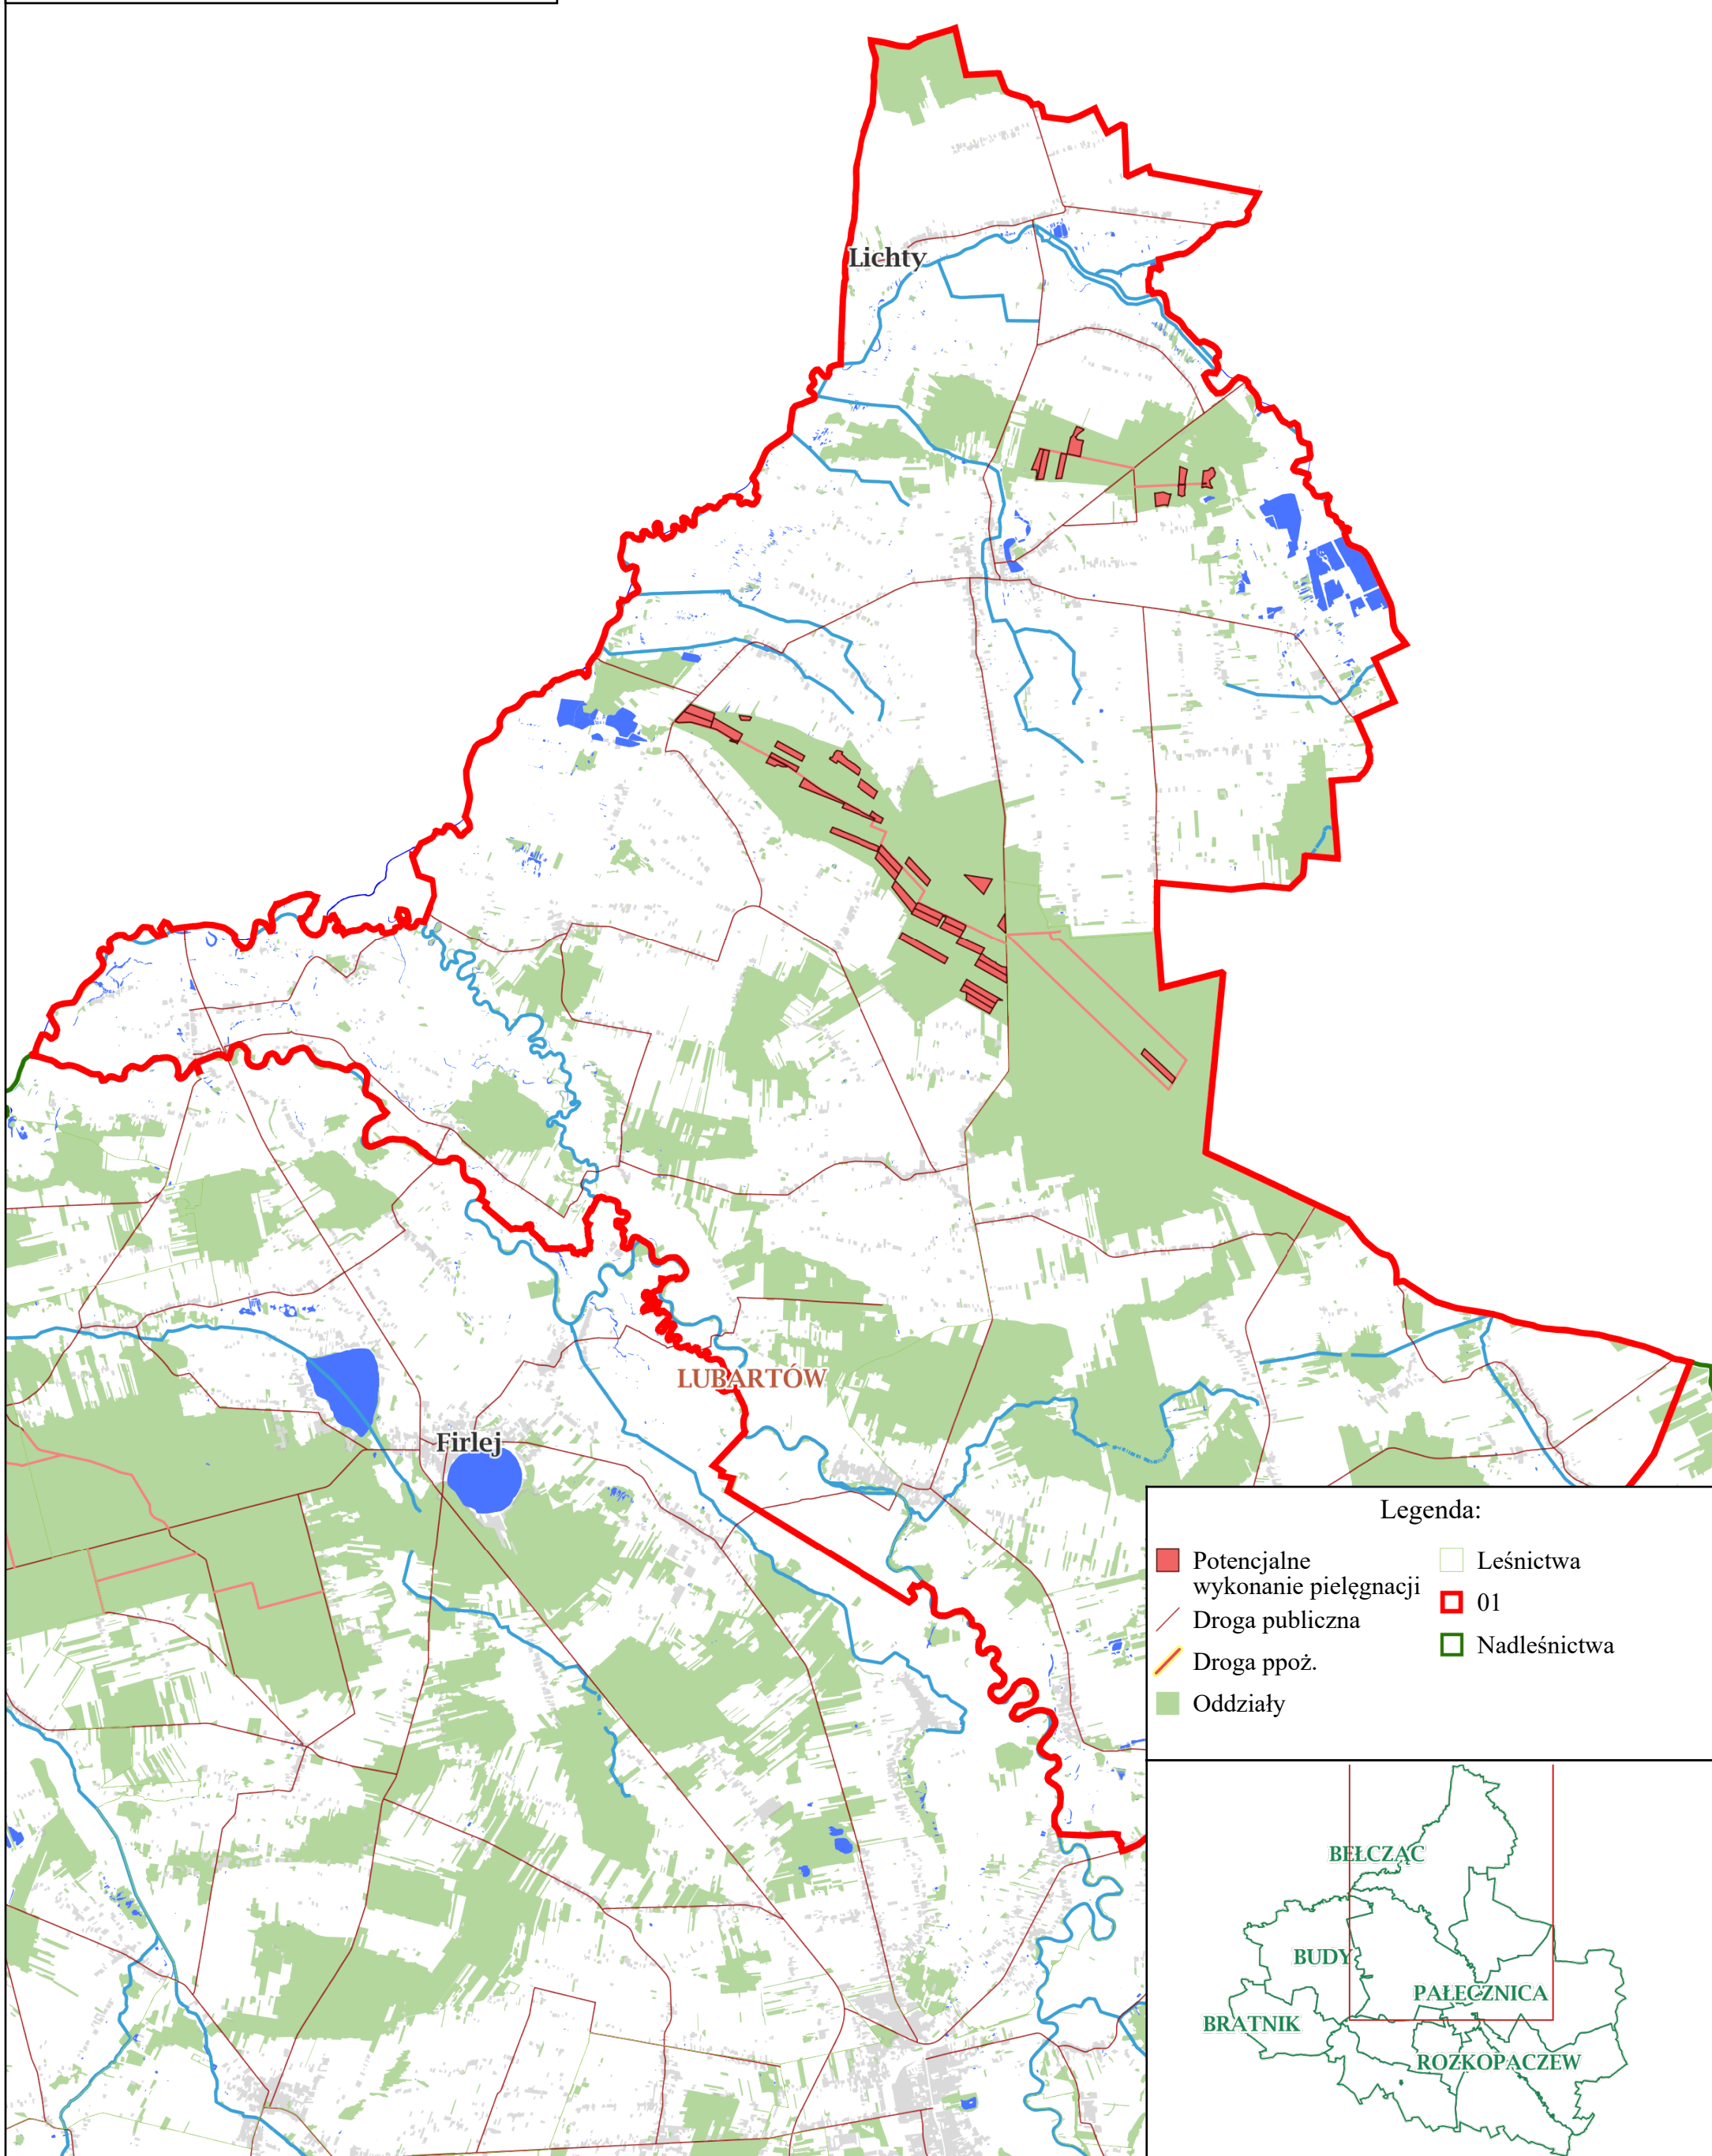 Lichty
LUBARTÓW
Firlej
Legenda:
Potencjalne
wykonanie pielęgnacji
Droga publiczna
Droga ppoż.
Oddziały
Leśnictwa
01
Nadleśnictwa
BEŁCZĄC
BUDY
PAŁECZNICA
BRATNIK
ROZKOPACZEW